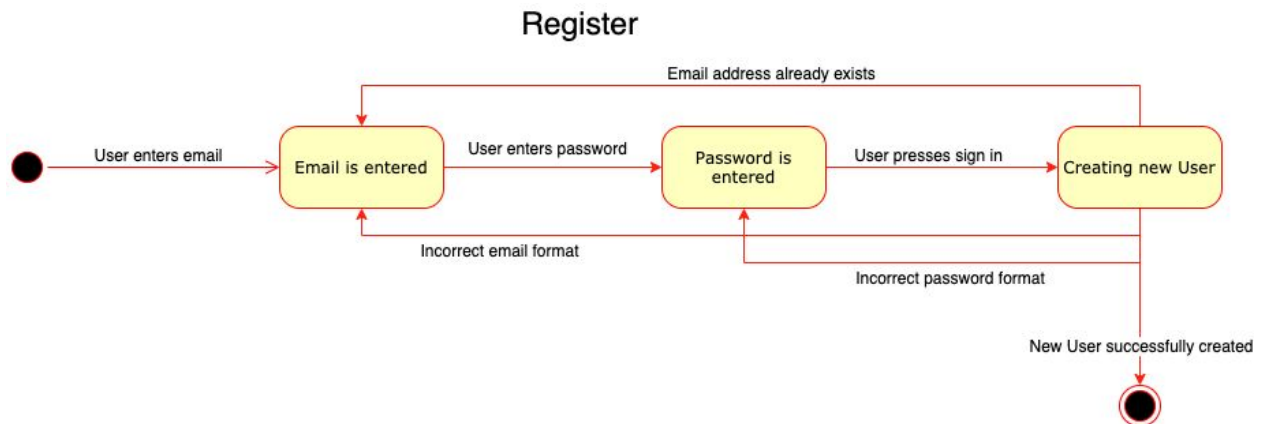 Register
Email address already exists
User enters email
Email is entered
User enters password
Password is
entered
User presses sign in
Creating new User
Incorrect email format
Incorrect password format
New User successfully created